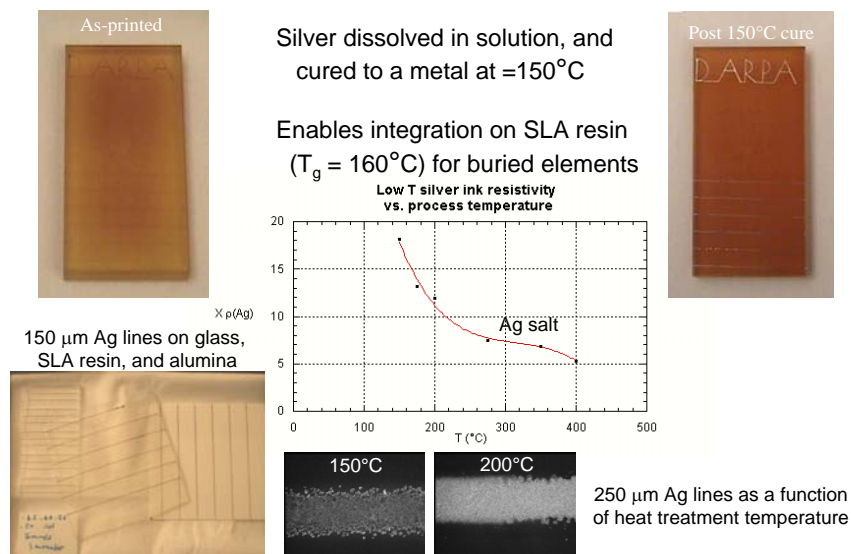 As-printed
DARPA
Silver dissolved in solution, and
cured to a metal at =150°C
Enables integration on SLA resin
(Tg = 160°C) for buried elements
Post 150°C cure
DARPA
Low T silver ink resistivity
vs. process temperature
20
15
10
5
0
X ρ(Ag)
Ag salt
0
100
200
300
400
500
T (°C)
150 μm Ag lines on glass,
SLA resin, and alumina
150°C
200°C
250 μm Ag lines as a function
of heat treatment temperature